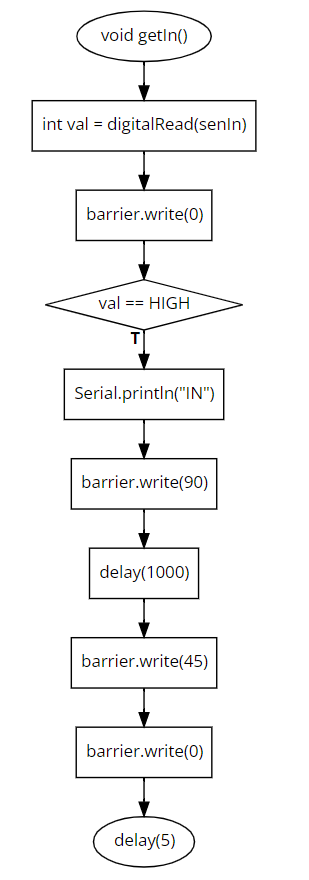 void getIn()
int val = digitalRead(senIn)
barrier.write(0)
val == HIGH
T
Serial.println("IN")
barrier.write(90)
delay(1000)
barrier.write(45)
barrier.write(0)
delay(5)